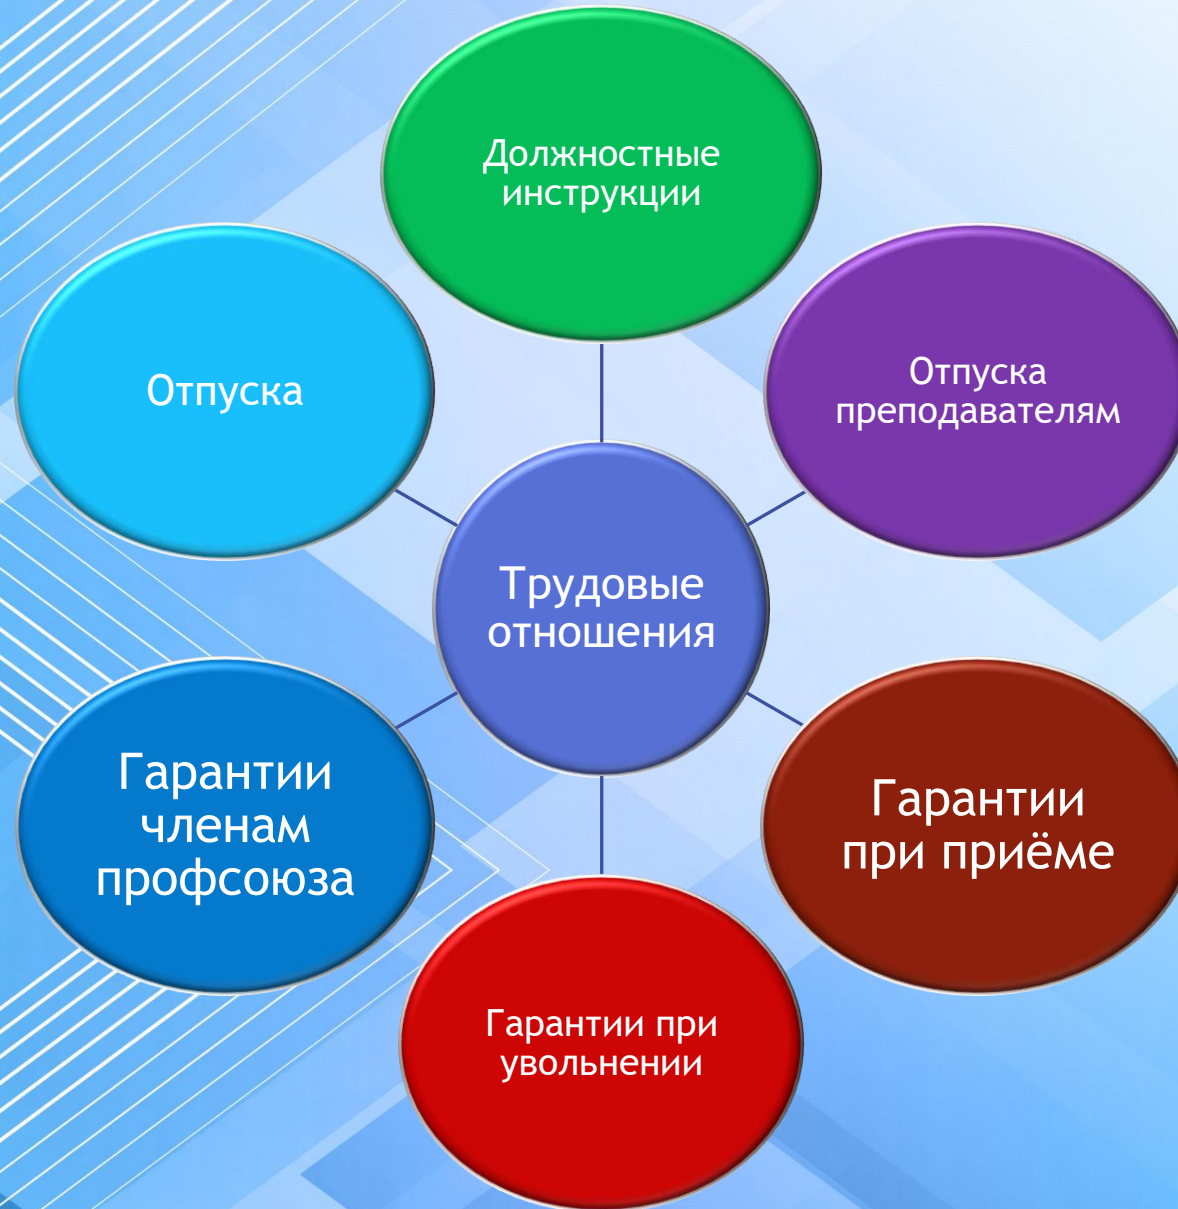 Должностные
инструкции
Отпуска
Отпуска
преподавателям
Трудовые
отношения
Гарантии
членам
профсоюза
Гарантии
при приёме
Гарантии при
увольнении